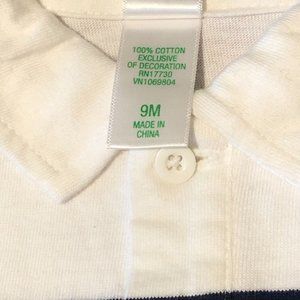 100% COTTON
EXCLUSIVE
OF DECORATION
RN17730
VN1069804
9M
MADE IN
CHINA